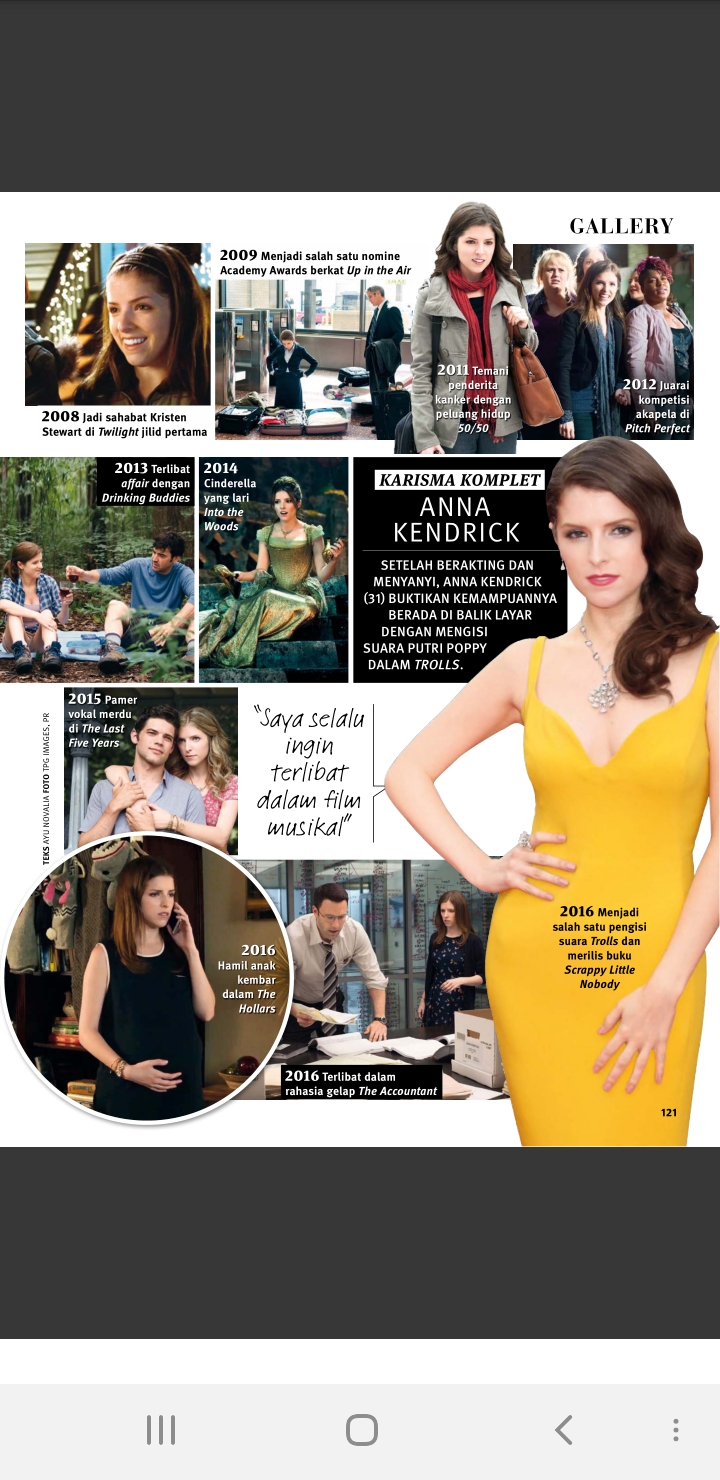 GALLERY
2008 Jadi sahabat Kristen
Stewart di Twilight jilid pertama
2009 Menjadi salah satu nomine
Academy Awards berkat Up in the Air
2011 Temani
penderita
kanker dengan
peluang hidup
50/50
2012 Juarai
kompetisi
akapela di
Pitch Perfect
2013 Terlibat
affair dengan
Drinking Buddies
2014
Cinderella
yang lari
Into the
Woods
KARISMA KOMPLET
ANNA
KENDRICK
SETELAH BERAKTING DAN
MENYANYI, ANNA KENDRICK
(31) BUKTIKAN KEMAMPUANNYA
BERADA DI BALIK LAYAR
DENGAN MENGISI
SUARA PUTRI POPPY
DALAM TROLLS.
2015 Pamer
vokal merdu
di The Last
Five Years
"Saya selalu
ingin
terlibat
dalam film
musikal"
TEKS AYU NOVALIA FOTO TPG IMAGES, PR
2016
Hamil anak
kembar
dalam The
Hollars
2016 Terlibat dalam
rahasia gelap The Accountant
2016 Menjadi
salah satu pengisi
suara Trolls dan
merilis buku
Scrappy Little
Nobody
121